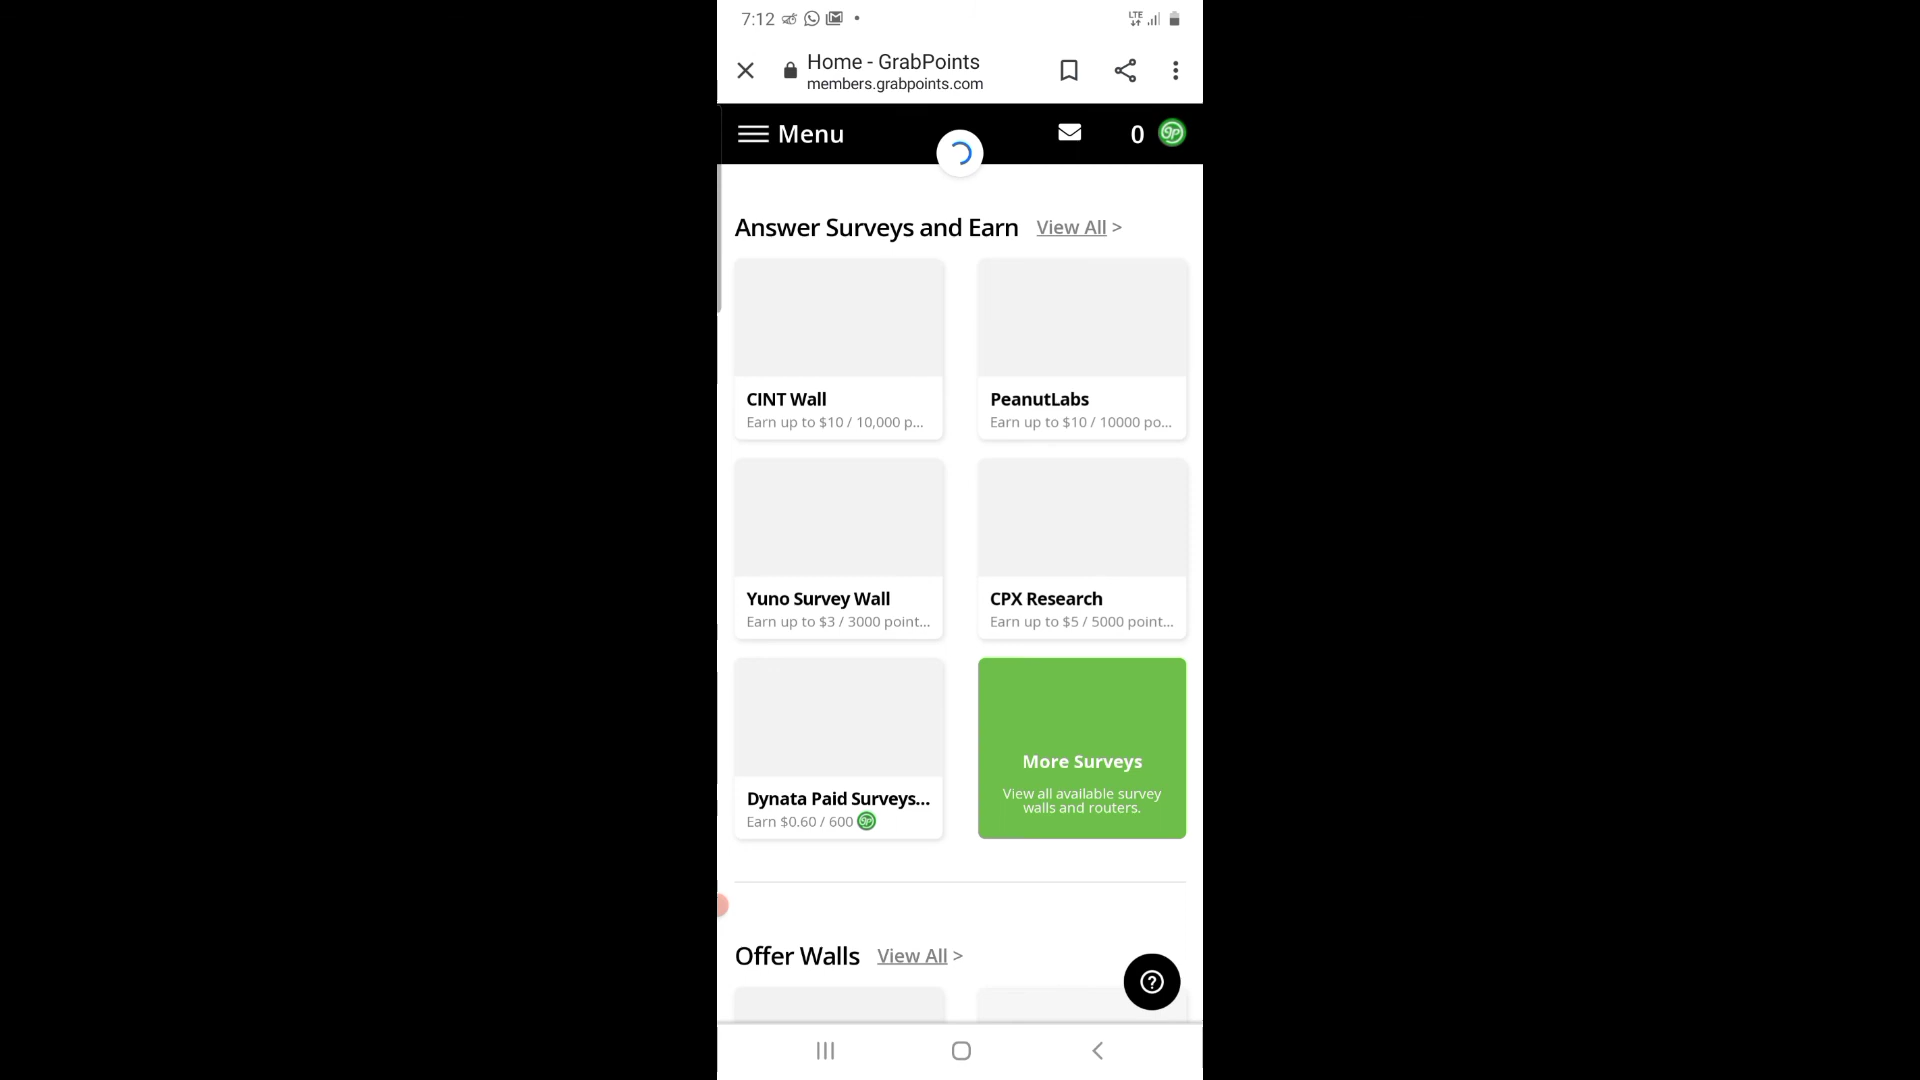 7:12
LTE
Home - GrabPoints
members.grabpoints.com
Menu
0
Answer Surveys and Earn View All >
CINT Wall
Earn up to $10 / 10,000 p...
PeanutLabs
Earn up to $10 / 10000 po...
Yuno Survey Wall
Earn up to $3 / 3000 point...
CPX Research
Earn up to $5 / 5000 point...
Dynata Paid Surveys...
Earn $0.60 / 600 gp
More Surveys
View all available survey
walls and routers.
Offer Walls View All >